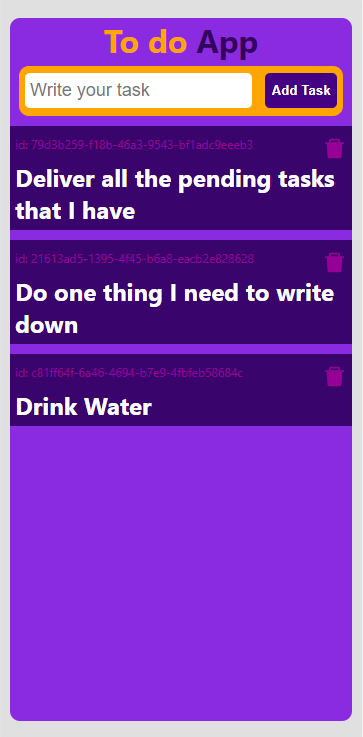 To do App
Write your task
Add Task
id: 79d3b259-f18b-46a3-9543-bf1adc9eeeb3
Deliver all the pending tasks
that I have
id: 21613ad5-1395-4f45-b6a8-eacb2e828628
Do one thing I need to write
down
id: c81ff64f-6a46-4694-b7e9-4fbfeb58684c
Drink Water